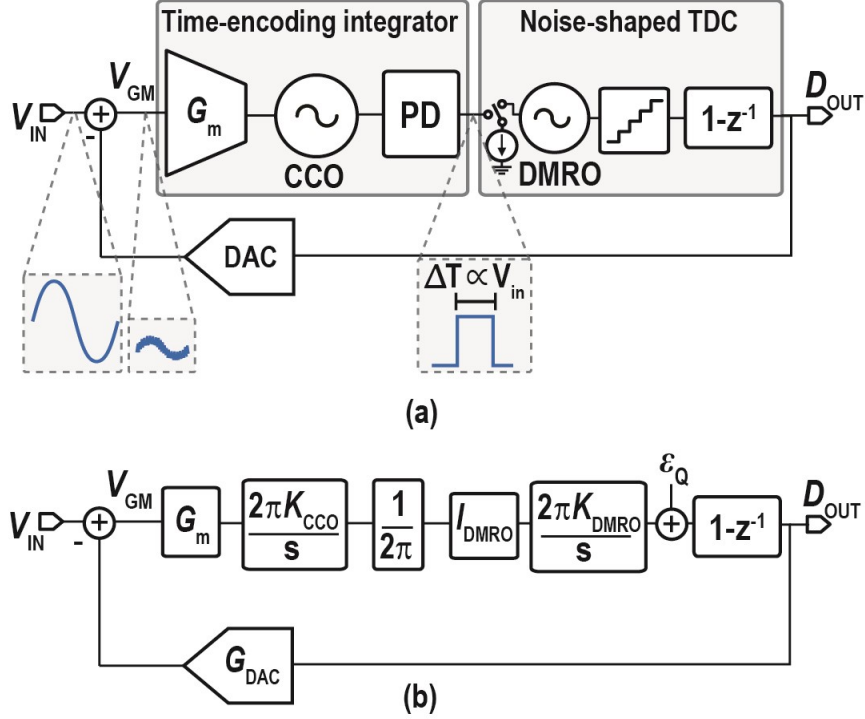 Time-encoding integrator
Noise-shaped TDC
V_IN
-
V_GM
G_m
CCO
PD
DMRO
1-z^-1
D_OUT
DAC
ΔT ∝ V_in
(a)
V_IN
-
V_GM
G_m
2πK_CCO
s
1
2π
I_DMRO
2πK_DMRO
s
ε_Q
1-z^-1
D_OUT
G_DAC
(b)